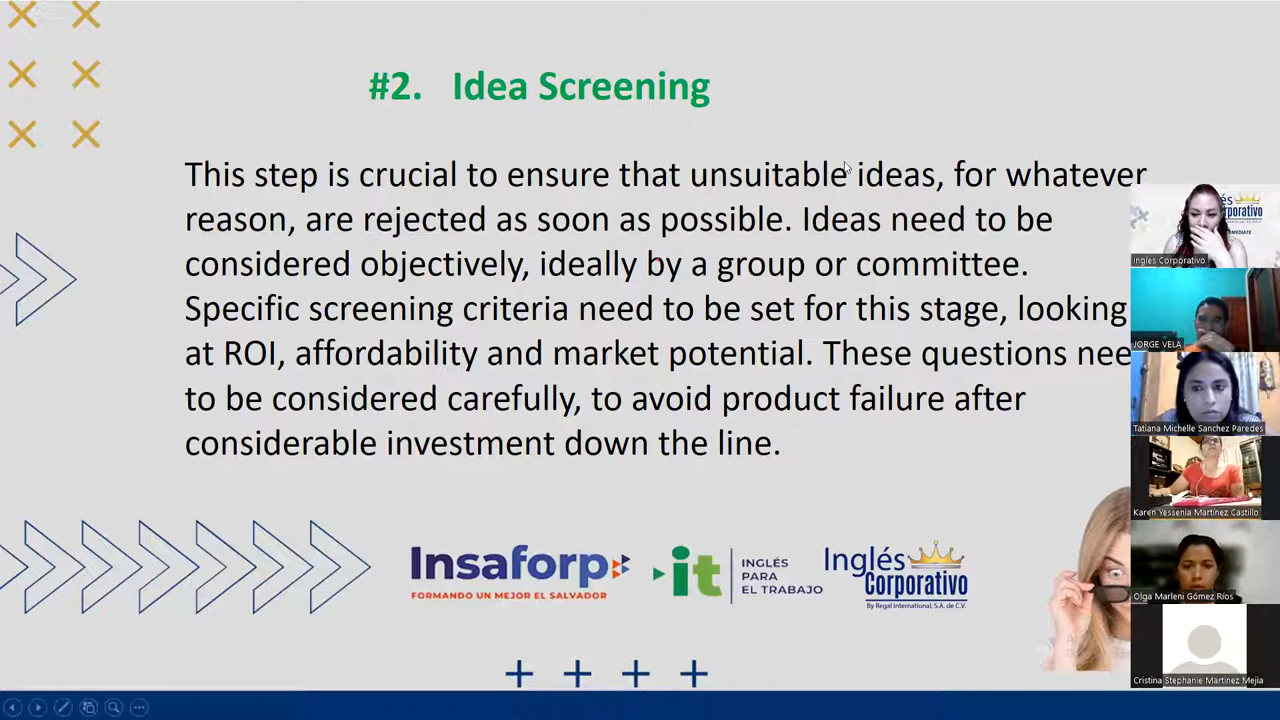 #2. Idea Screening
This step is crucial to ensure that unsuitable ideas, for whatever
reason, are rejected as soon as possible. Ideas need to be
considered objectively, ideally by a group or committee.
Specific screening criteria need to be set for this stage, looking
at ROI, affordability and market potential. These questions nee
to be considered carefully, to avoid product failure after
considerable investment down the line.
Insaforp
FORMANDO UN MEJOR EL SALVADOR
it
INGLÉS
PARA
EL TRABAJO
Inglés
Corporativo
By Regal International, S.A. de C.V.
Ingles Corporativo
JORGE VELA
Tatiana Michelle Sanchez Paredes
Karen Yessenia Martínez Castillo
Olga Marleni Gómez Ríos
Cristina Stephanie Martínez Mejia